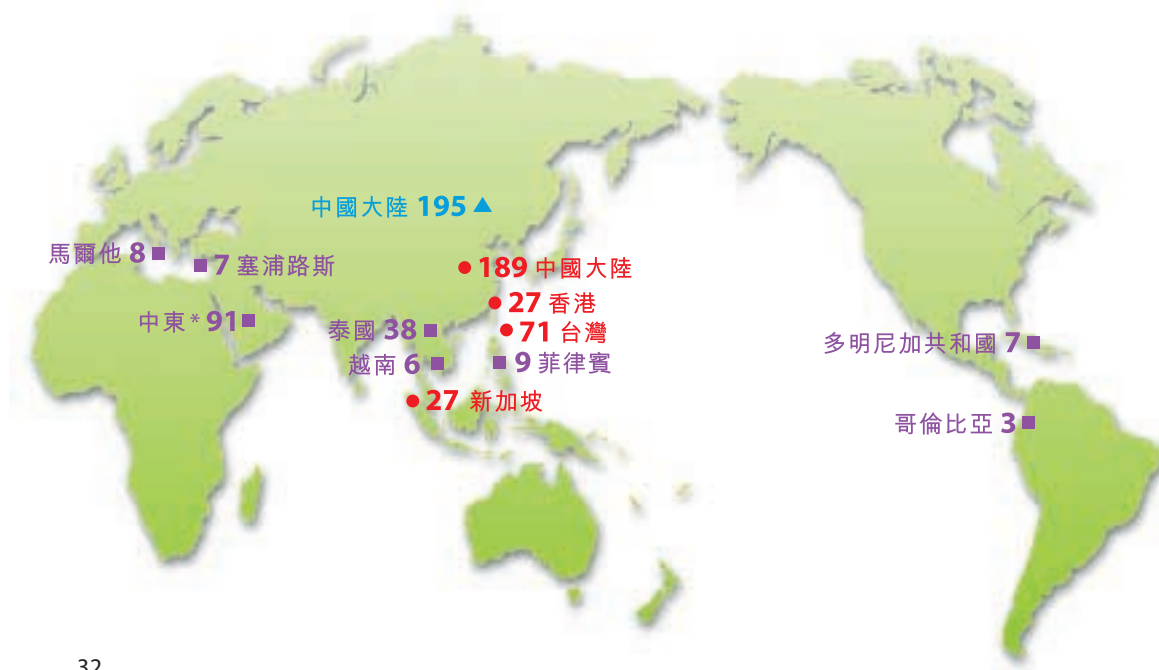 中國大陸 195 ▲
馬爾他 8 ■
■ 7 塞浦路斯
● 189 中國大陸
● 27 香港
中東* 91 ■
泰國 38 ■
● 71 台灣
越南 6 ■
■ 9 菲律賓
● 27 新加坡
多明尼加共和國 7 ■
哥倫比亞 3 ■
32